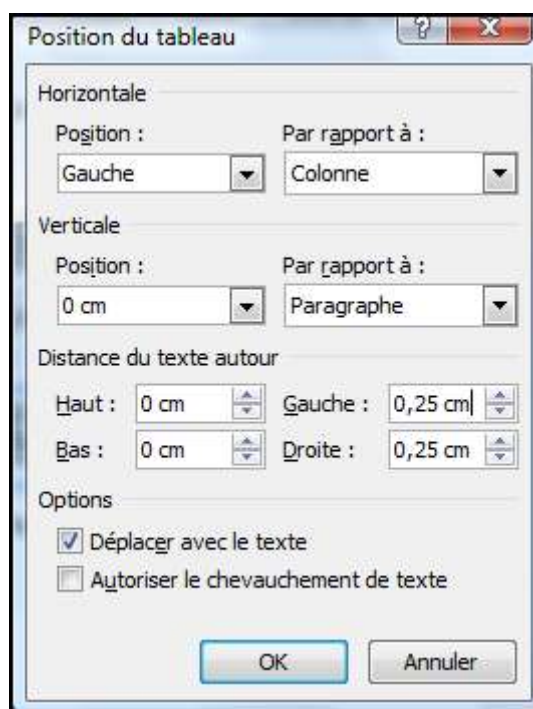 Position du tableau
Horizontale
Position : Par rapport à :
Gauche Colonne
Verticale
Position : Par rapport à :
0 cm Paragraphe
Distance du texte autour
Haut : 0 cm Gauche : 0,25 cm
Bas : 0 cm Droite : 0,25 cm
Options
Déplacer avec le texte
Autoriser le chevauchement de texte
OK Annuler